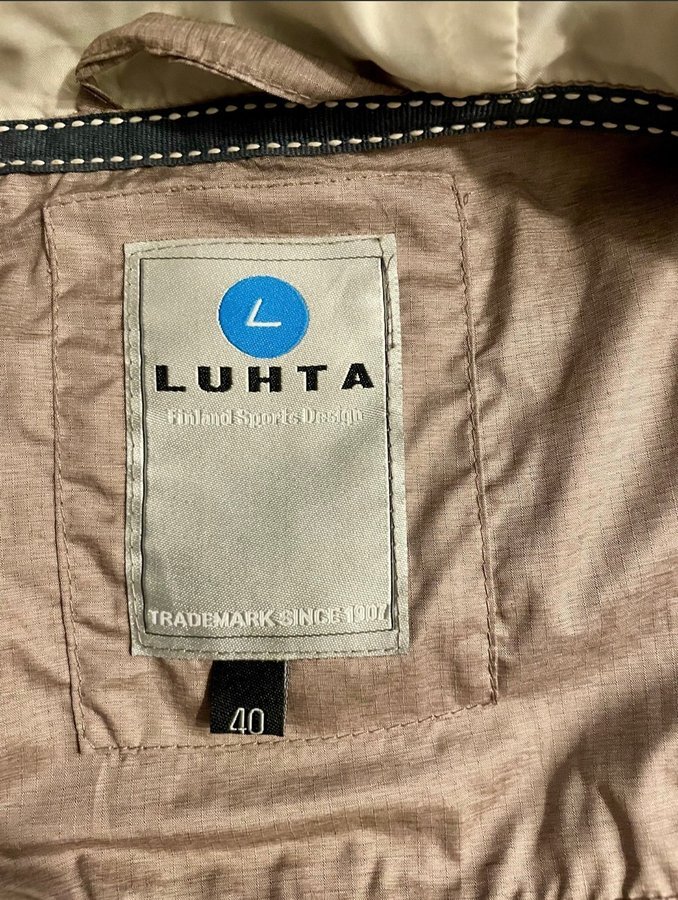 L
LUHTA
Finland Sports Design
TRADEMARK SINCE 1907
40